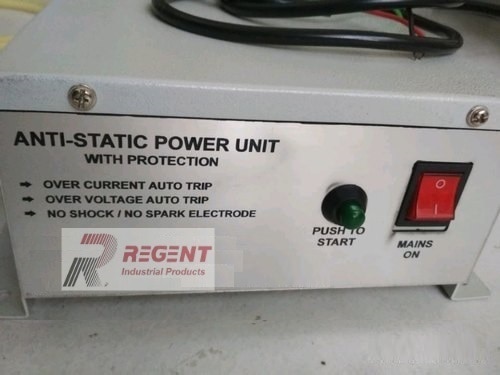 ANTI-STATIC POWER UNIT
WITH PROTECTION
→ OVER CURRENT AUTO TRIP
→ OVER VOLTAGE AUTO TRIP
→ NO SHOCK / NO SPARK ELECTRODE
REGENT
Industrial Products
PUSH TO
START
MAINS
ON